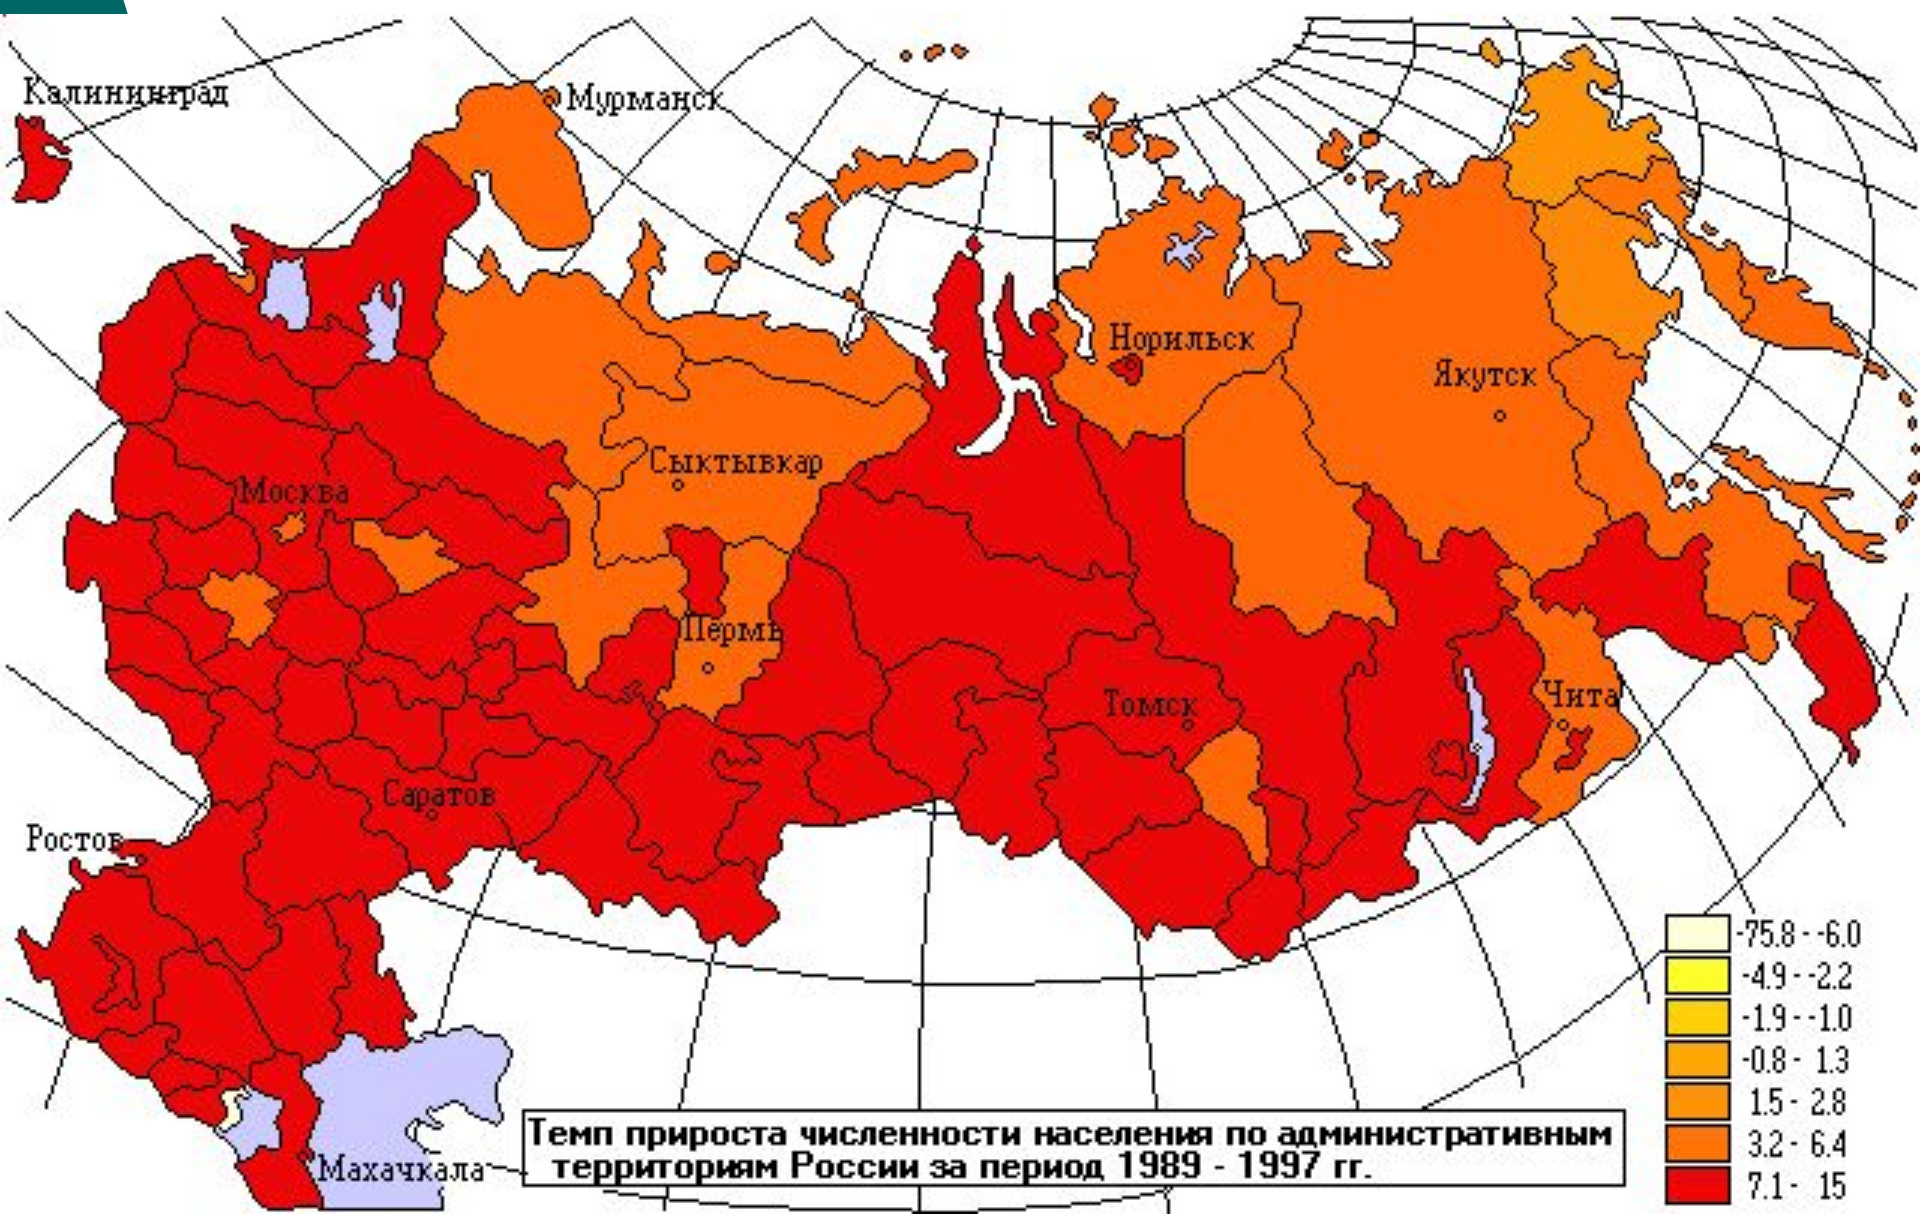 Калининград
Мурманск
Норильск
Якутск
Сыктывкар
Москва
Пермь
Чита
Томск
Саратов
Ростов
Махачкала
-75.8 - -6.0
-4.9 - -2.2
-1.9 - -1.0
-0.8 - 1.3
1.5 - 2.8
3.2 - 6.4
7.1 - 15
Темп прироста численности населения по административным
территориям России за период 1989 - 1997 гг.